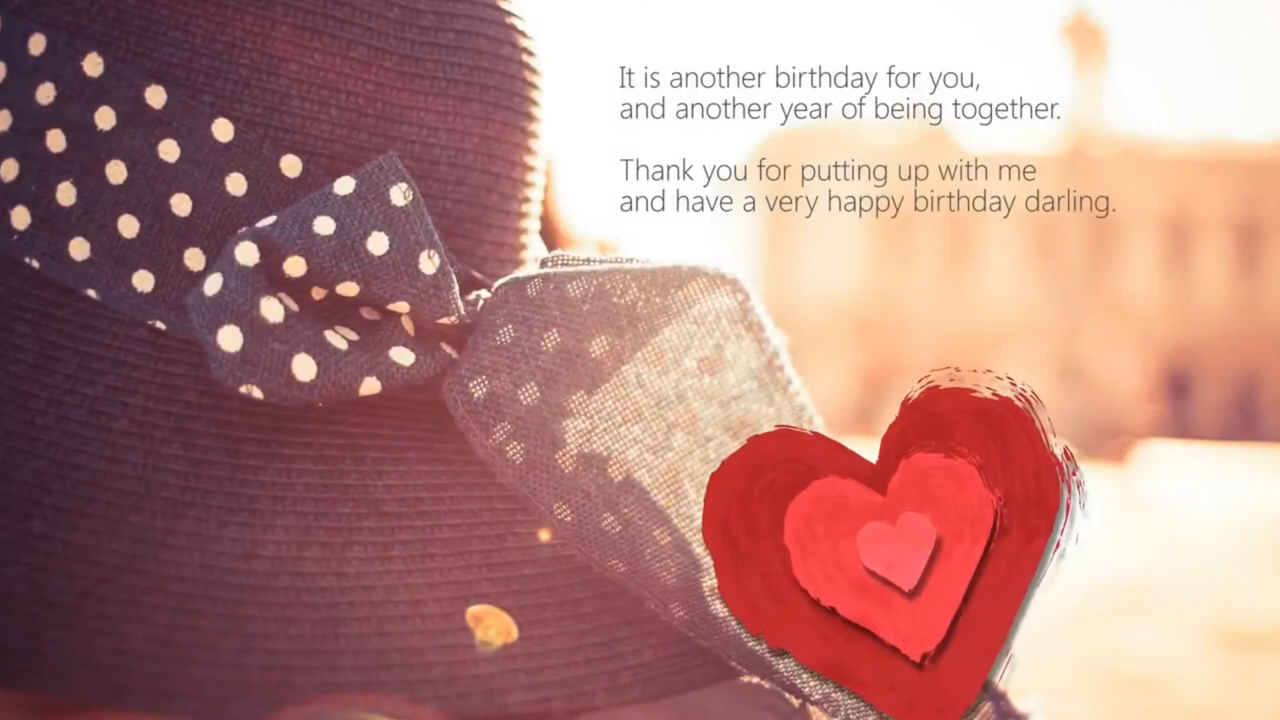 It is another birthday for you,
and another year of being together.
Thank you for putting up with me
and have a very happy birthday darling.